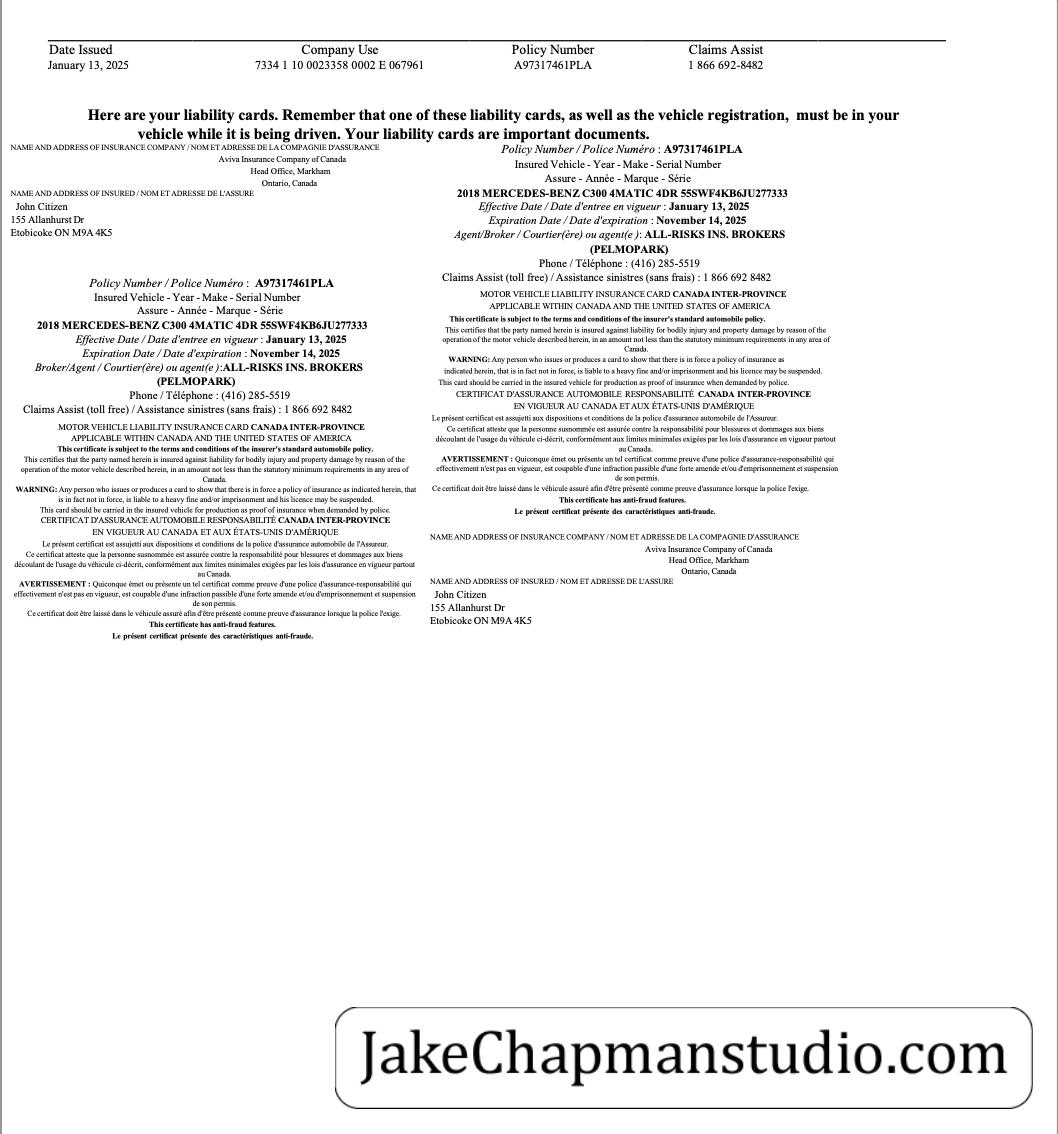 Date Issued Company Use Policy Number Claims Assist
January 13, 2025 7334 1 10 0023358 0002 E 067961 A97317461PLA 1 866 692-8482
Here are your liability cards. Remember that one of these liability cards, as well as the vehicle registration, must be in your
vehicle while it is being driven. Your liability cards are important documents.
NAME AND ADDRESS OF INSURANCE COMPANY / NOM ET ADRESSE DE LA COMPAGNIE D'ASSURANCE
Aviva Insurance Company of Canada
Head Office, Markham
Ontario, Canada
NAME AND ADDRESS OF INSURED / NOM ET ADRESSE DE L'ASSURE
John Citizen
155 Allanhurst Dr
Etobicoke ON M9A 4K5
Policy Number / Police Numéro : A97317461PLA
Insured Vehicle - Year - Make - Serial Number
Assure - Année - Marque - Série
2018 MERCEDES-BENZ C300 4MATIC 4DR 55SWF4KB6JU277333
Effective Date / Date d'entree en vigueur : January 13, 2025
Expiration Date / Date d'expiration : November 14, 2025
Broker/Agent / Courtier(ère) ou agent(e ):ALL-RISKS INS. BROKERS
(PELMOPARK)
Phone / Téléphone : (416) 285-5519
Claims Assist (toll free) / Assistance sinistres (sans frais) : 1 866 692 8482
MOTOR VEHICLE LIABILITY INSURANCE CARD CANADA INTER-PROVINCE
APPLICABLE WITHIN CANADA AND THE UNITED STATES OF AMERICA
This certificate is subject to the terms and conditions of the insurer's standard automobile policy.
This certifies that the party named herein is insured against liability for bodily injury and property damage by reason of the
operation of the motor vehicle described herein, in an amount not less than the statutory minimum requirements in any area of
Canada.
WARNING: Any person who issues or produces a card to show that there is in force a policy of insurance as indicated herein, that
is in fact not in force, is liable to a heavy fine and/or imprisonment and his licence may be suspended.
This card should be carried in the insured vehicle for production as proof of insurance when demanded by police.
CERTIFICAT D'ASSURANCE AUTOMOBILE RESPONSABILITÉ CANADA INTER-PROVINCE
EN VIGUEUR AU CANADA ET AUX ÉTATS-UNIS D'AMÉRIQUE
Le présent certificat est assujetti aux dispositions et conditions de la police d'assurance automobile de l'Assureur.
Ce certificat atteste que la personne susnommée est assurée contre la responsabilité pour blessures et dommages aux biens
découlant de l'usage du véhicule ci-décrit, conformément aux limites minimales exigées par les lois d'assurance en vigueur partout
au Canada.
AVERTISSEMENT : Quiconque émet ou présente un tel certificat comme preuve d'une police d'assurance-responsabilité qui
effectivement n'est pas en vigueur, est coupable d'une infraction passible d'une forte amende et/ou d'emprisonnement et suspension
de son permis.
Ce certificat doit être laissé dans le véhicule assuré afin d'être présenté comme preuve d'assurance lorsque la police l'exige.
This certificate has anti-fraud features.
Le présent certificat présente des caractéristiques anti-fraude.
Policy Number / Police Numéro : A97317461PLA
Insured Vehicle - Year - Make - Serial Number
Assure - Année - Marque - Série
2018 MERCEDES-BENZ C300 4MATIC 4DR 55SWF4KB6JU277333
Effective Date / Date d'entree en vigueur : January 13, 2025
Expiration Date / Date d'expiration : November 14, 2025
Agent/Broker / Courtier(ère) ou agent(e ): ALL-RISKS INS. BROKERS
(PELMOPARK)
Phone / Téléphone : (416) 285-5519
Claims Assist (toll free) / Assistance sinistres (sans frais) : 1 866 692 8482
MOTOR VEHICLE LIABILITY INSURANCE CARD CANADA INTER-PROVINCE
APPLICABLE WITHIN CANADA AND THE UNITED STATES OF AMERICA
This certificate is subject to the terms and conditions of the insurer's standard automobile policy.
This certifies that the party named herein is insured against liability for bodily injury and property damage by reason of the
operation of the motor vehicle described herein, in an amount not less than the statutory minimum requirements in any area of
Canada.
WARNING: Any person who issues or produces a card to show that there is in force a policy of insurance as
indicated herein, that is in fact not in force, is liable to a heavy fine and/or imprisonment and his licence may be suspended.
This card should be carried in the insured vehicle for production as proof of insurance when demanded by police.
CERTIFICAT D'ASSURANCE AUTOMOBILE RESPONSABILITÉ CANADA INTER-PROVINCE
EN VIGUEUR AU CANADA ET AUX ÉTATS-UNIS D'AMÉRIQUE
Le présent certificat est assujetti aux dispositions et conditions de la police d'assurance automobile de l'Assureur.
Ce certificat atteste que la personne susnommée est assurée contre la responsabilité pour blessures et dommages aux biens
découlant de l'usage du véhicule ci-décrit, conformément aux limites minimales exigées par les lois d'assurance en vigueur partout
au Canada.
AVERTISSEMENT : Quiconque émet ou présente un tel certificat comme preuve d'une police d'assurance-responsabilité qui
effectivement n'est pas en vigueur, est coupable d'une infraction passible d'une forte amende et/ou d'emprisonnement et suspension
de son permis.
Ce certificat doit être laissé dans le véhicule assuré afin d'être présenté comme preuve d'assurance lorsque la police l'exige.
This certificate has anti-fraud features.
Le présent certificat présente des caractéristiques anti-fraude.
NAME AND ADDRESS OF INSURANCE COMPANY / NOM ET ADRESSE DE LA COMPAGNIE D'ASSURANCE
Aviva Insurance Company of Canada
Head Office, Markham
Ontario, Canada
NAME AND ADDRESS OF INSURED / NOM ET ADRESSE DE L'ASSURE
John Citizen
155 Allanhurst Dr
Etobicoke ON M9A 4K5
JakeChapmanstudio.com